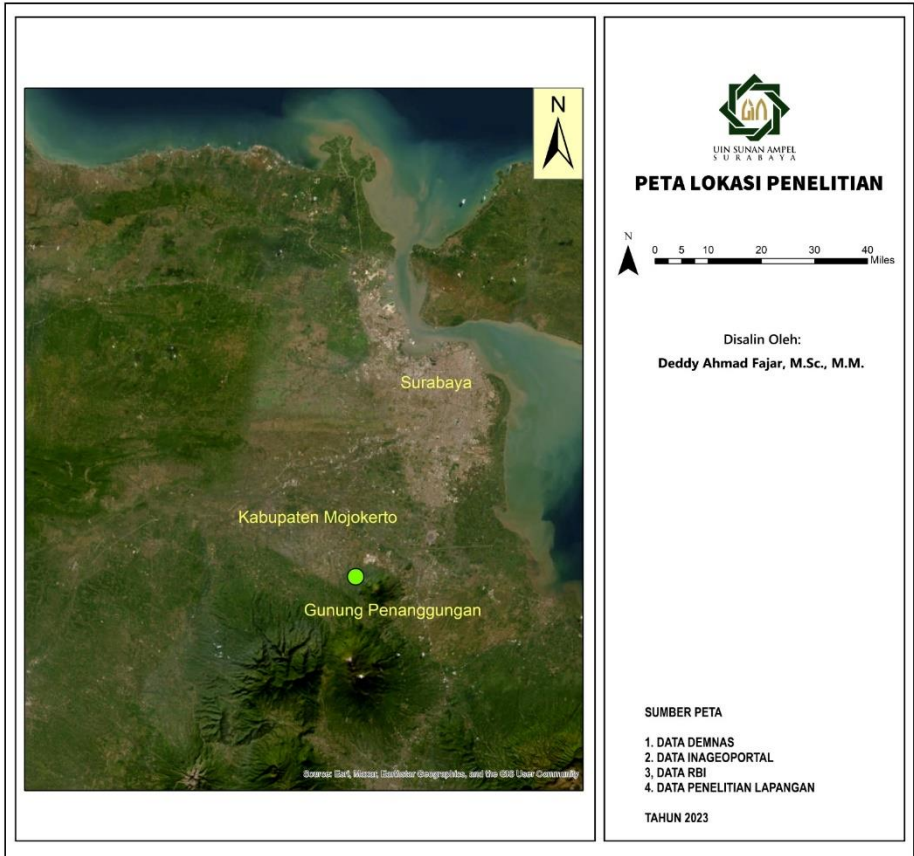 N
Surabaya
Kabupaten Mojokerto
Gunung Penanggungan
Source: Esri, Maxar, Earthstar Geographics, and the GIS User Community
UIN SUNAN AMPEL
SURABAYA
PETA LOKASI PENELITIAN
N
0 5 10 20 30 40
Miles
Disalin Oleh:
Deddy Ahmad Fajar, M.Sc., M.M.
SUMBER PETA
1. DATA DEMNAS
2. DATA INAGEOPORTAL
3, DATA RBI
4. DATA PENELITIAN LAPANGAN
TAHUN 2023